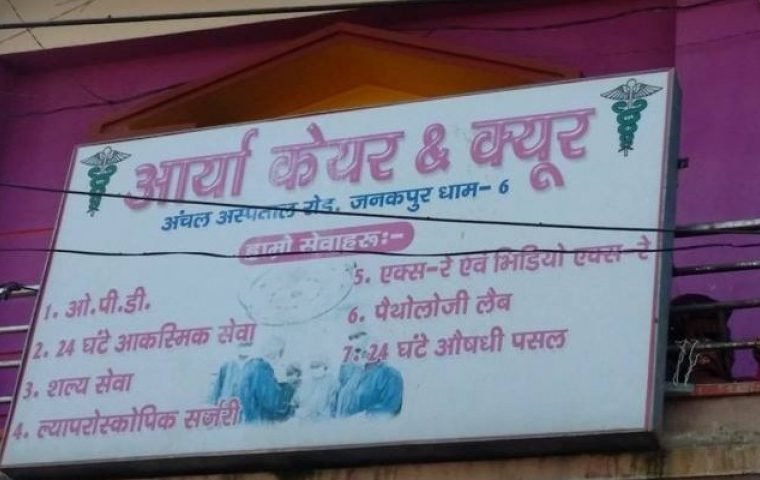 आर्या केयर & क्यूर
अंचल अस्पताल रोड, जनकपुर धाम- 6
हाम्रो सेवाहरू:-
1. ओ.पी.डी.
2. 24 घंटे आकस्मिक सेवा
3. शल्य सेवा
4. ल्याप्रोस्कोपिक सर्जरी
5. एक्स-रे एवं भिडियो एक्स-रे
6. पैथोलोजी लैब
7. 24 घंटे औषधी पसल